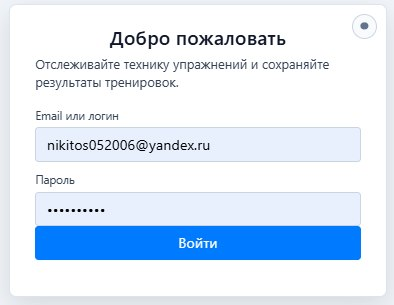 Добро пожаловать
Отслеживайте технику упражнений и сохраняйте
результаты тренировок.
Email или логин
nikitos052006@yandex.ru
Пароль
••••••••••
Войти